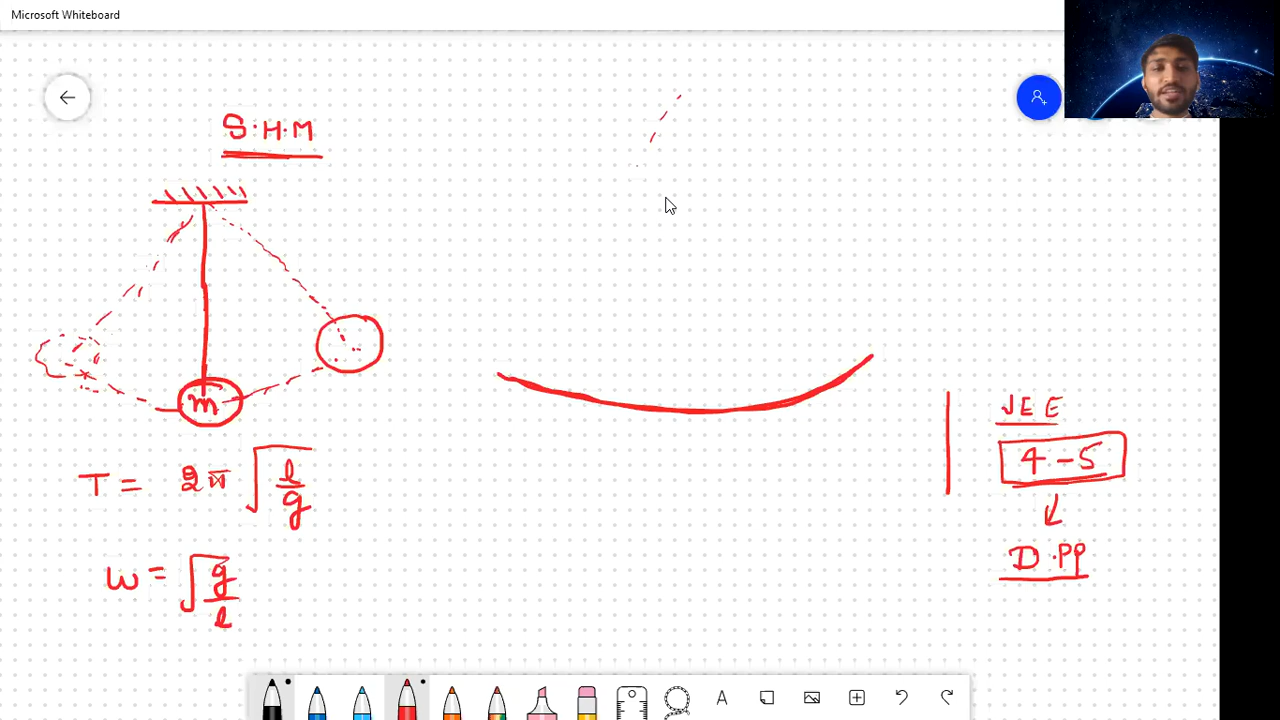 Microsoft Whiteboard
S.H.M
m
T = 2π √l/g
w = √g/l
JEE
4-5
D.PP
A